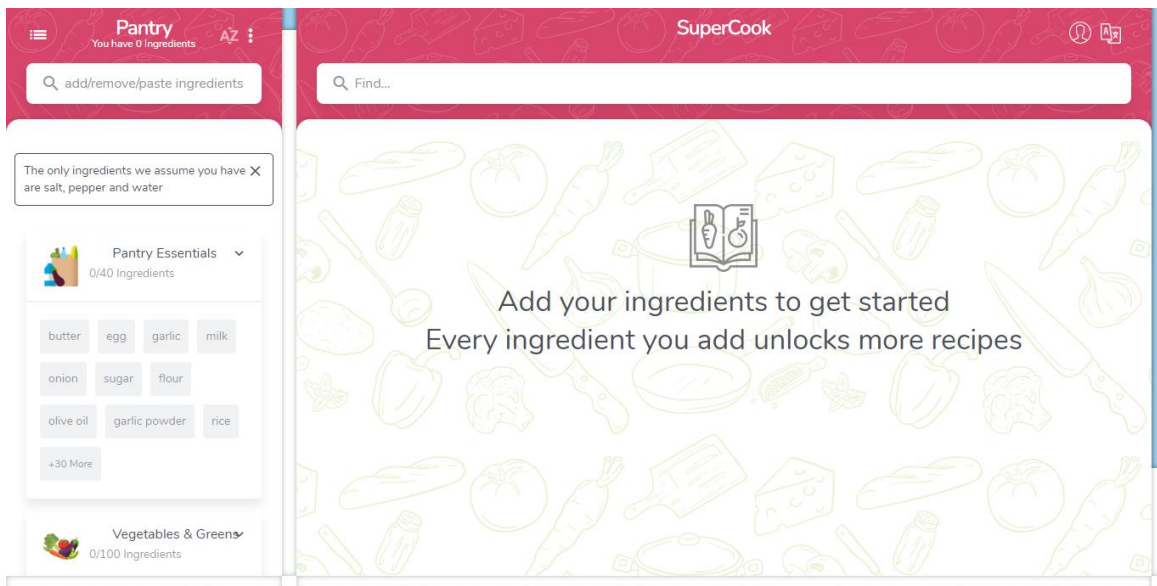 Pantry
You have 0 Ingredients
AZ
add/remove/paste ingredients
The only ingredients we assume you have
are salt, pepper and water
Pantry Essentials
0/40 Ingredients
butter egg garlic milk
onion sugar flour
olive oil garlic powder rice
+30 More
Vegetables & Greens
0/100 Ingredients
SuperCook
Find...
Add your ingredients to get started
Every ingredient you add unlocks more recipes